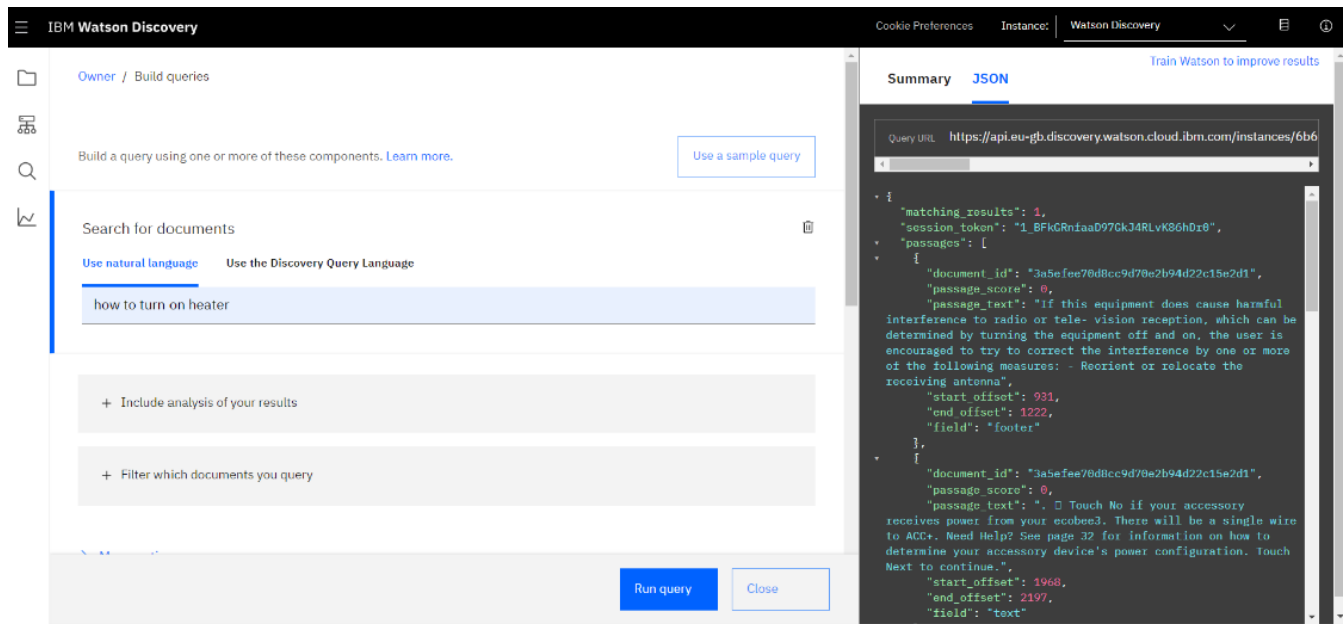 IBM Watson Discovery
Cookie Preferences
Instance:
Watson Discovery
Owner / Build queries
Build a query using one or more of these components. Learn more.
Use a sample query
Search for documents
Use natural language
Use the Discovery Query Language
how to turn on heater
+ Include analysis of your results
+ Filter which documents you query
Run query
Close
Train Watson to improve results
Summary
JSON
Query URL https://api.eu-gb.discovery.watson.cloud.ibm.com/instances/6b6
{
"matching_results": 1,
"session_token": "1_BFkGRnfaaD97GkJ4RLvK86hDr0",
"passages": [
{
"document_id": "3a5efee70d8cc9d70e2b94d22c15e2d1",
"passage_score": 0,
"passage_text": "If this equipment does cause harmful
interference to radio or tele- vision reception, which can be
determined by turning the equipment off and on, the user is
encouraged to try to correct the interference by one or more
of the following measures: - Reorient or relocate the
receiving antenna",
"start_offset": 931,
"end_offset": 1222,
"field": "footer"
},
{
"document_id": "3a5efee70d8cc9d70e2b94d22c15e2d1",
"passage_score": 0,
"passage_text": ". 􀀀 Touch No if your accessory
receives power from your ecobee3. There will be a single wire
to ACC+. Need Help? See page 32 for information on how to
determine your accessory device's power configuration. Touch
Next to continue.",
"start_offset": 1968,
"end_offset": 2197,
"field": "text"